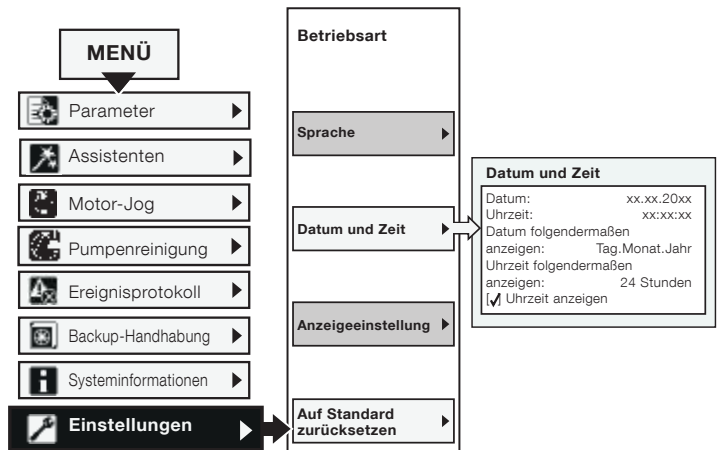 MENÜ
Parameter
Assistenten
Motor-Jog
Pumpenreinigung
Ereignisprotokoll
Backup-Handhabung
Systeminformationen
Einstellungen
Betriebsart
Sprache
Datum und Zeit
Anzeigeeinstellung
Auf Standard
zurücksetzen
Datum und Zeit
Datum: xx.xx.20xx
Uhrzeit: xx:xx:xx
Datum folgendermaßen
anzeigen: Tag.Monat.Jahr
Uhrzeit folgendermaßen
anzeigen: 24 Stunden
[✓] Uhrzeit anzeigen